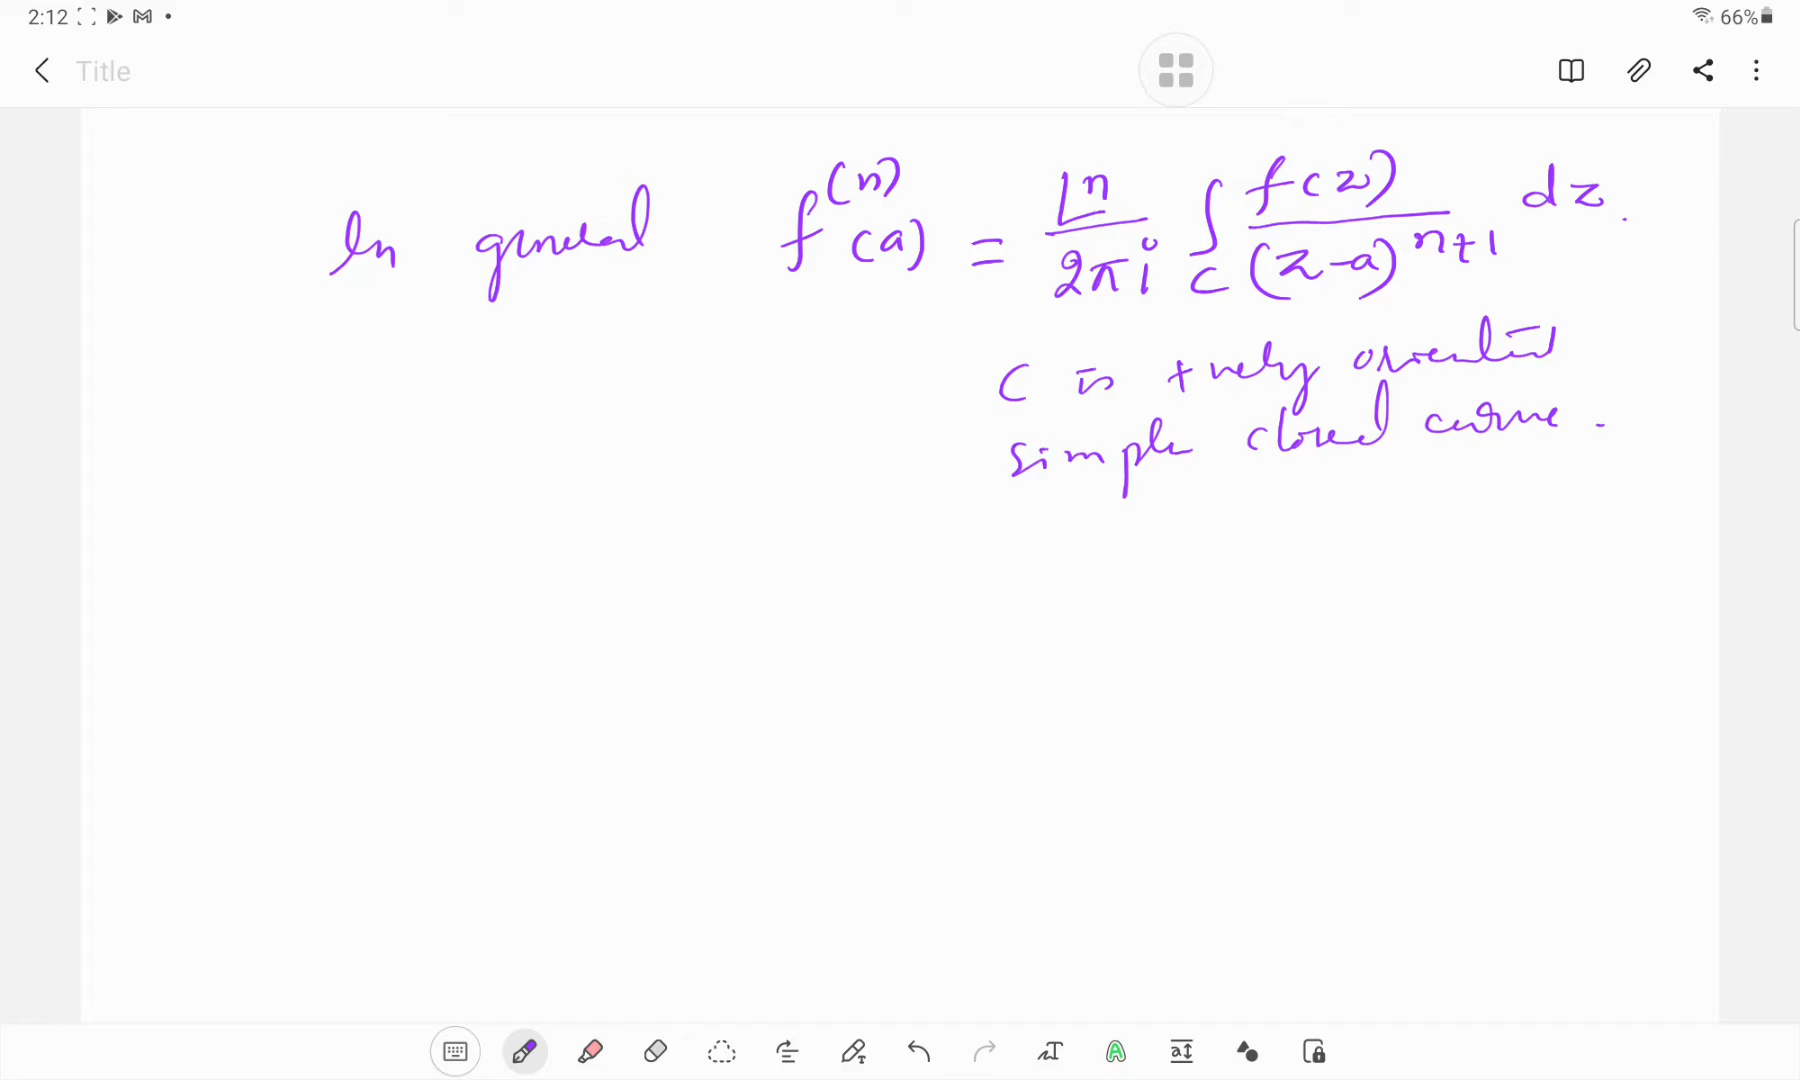 2:12
66%
Title
In general f^(n)(a) = ∟n/2πi ∫_C f(z)/(z-a)^n+1 dz.
C is +vely oriented
simple closed curve.